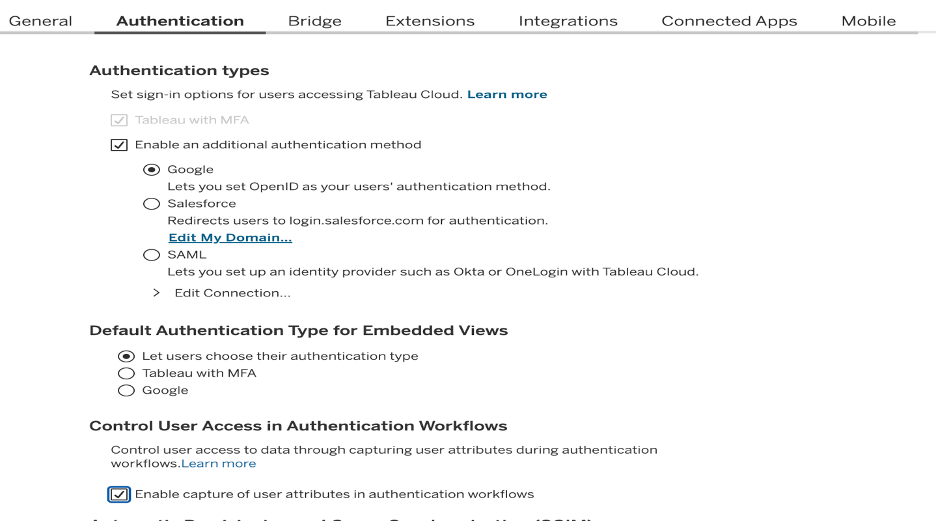 General Authentication Bridge Extensions Integrations Connected Apps Mobile
Authentication types
Set sign-in options for users accessing Tableau Cloud. Learn more
Tableau with MFA
Enable an additional authentication method
Google
Lets you set OpenID as your users' authentication method.
Salesforce
Redirects users to login.salesforce.com for authentication.
Edit My Domain...
SAML
Lets you set up an identity provider such as Okta or OneLogin with Tableau Cloud.
Edit Connection...
Default Authentication Type for Embedded Views
Let users choose their authentication type
Tableau with MFA
Google
Control User Access in Authentication Workflows
Control user access to data through capturing user attributes during authentication
workflows.Learn more
Enable capture of user attributes in authentication workflows